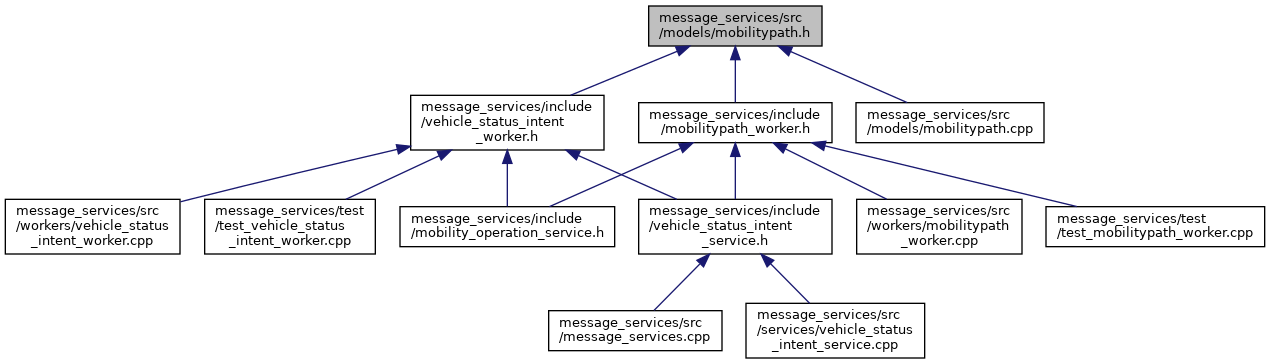 message_services/src
/models/mobilitypath.h
message_services/include
/vehicle_status_intent
_worker.h
message_services/include
/mobilitypath_worker.h
message_services/src
/models/mobilitypath.cpp
message_services/src
/workers/vehicle_status
_intent_worker.cpp
message_services/test
/test_vehicle_status
_intent_worker.cpp
message_services/include
/mobility_operation_service.h
message_services/include
/vehicle_status_intent
_service.h
message_services/src
/workers/mobilitypath
_worker.cpp
message_services/test
/test_mobilitypath_worker.cpp
message_services/src
/message_services.cpp
message_services/src
/services/vehicle_status
_intent_service.cpp